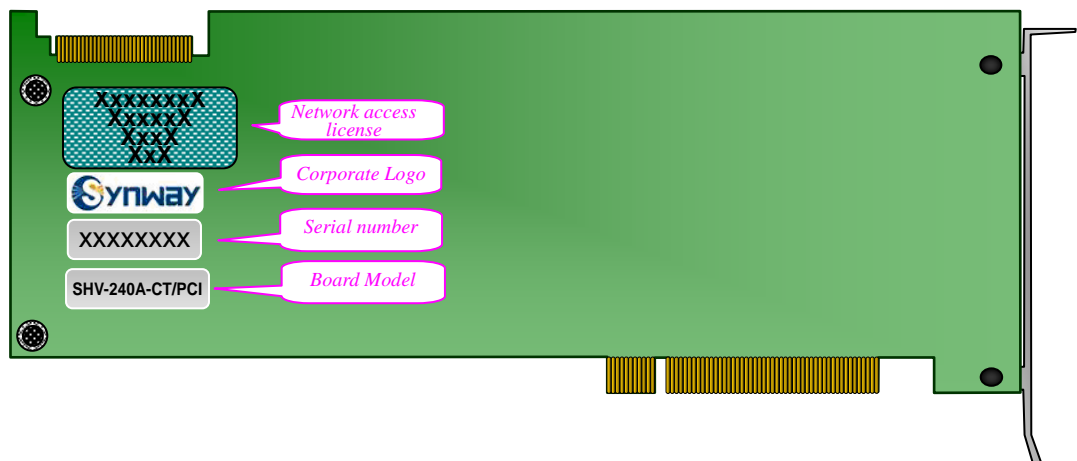 XxxxxxxX
XxxxxX
XxxX
XxX
Network access
license
SYNWAY
Corporate Logo
XXXXXXXX
Serial number
SHV-240A-CT/PCI
Board Model